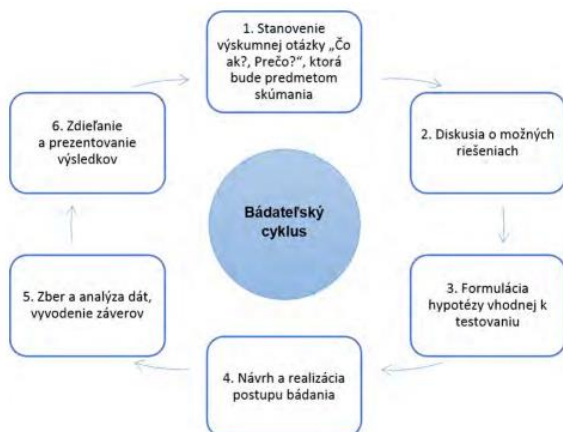 1. Stanovenie
výskumnej otázky „Čo
ak?, Prečo?“, ktorá
bude predmetom
skúmania
2. Diskusia o možných
riešeniach
3. Formulácia
hypotézy vhodnej k
testovaniu
4. Návrh a realizácia
postupu bádania
5. Zber a analýza dát,
vyvodenie záverov
6. Zdieľanie
a prezentovanie
výsledkov
Bádateľský
cyklus